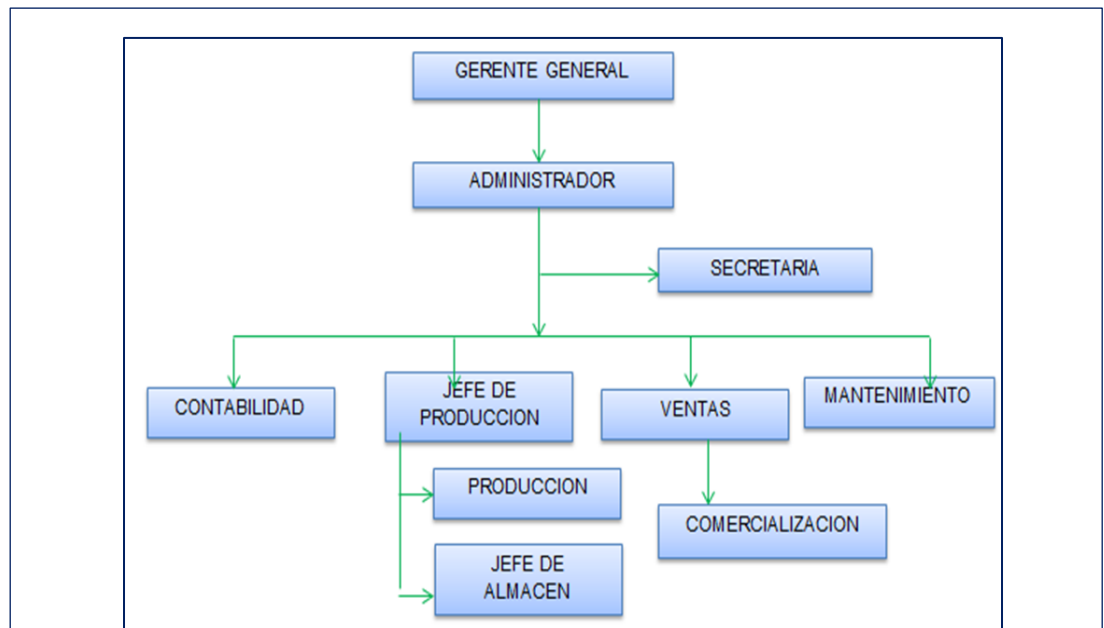 GERENTE GENERAL
ADMINISTRADOR
SECRETARIA
CONTABILIDAD
JEFE DE
PRODUCCION
VENTAS
MANTENIMIENTO
PRODUCCION
COMERCIALIZACION
JEFE DE
ALMACEN